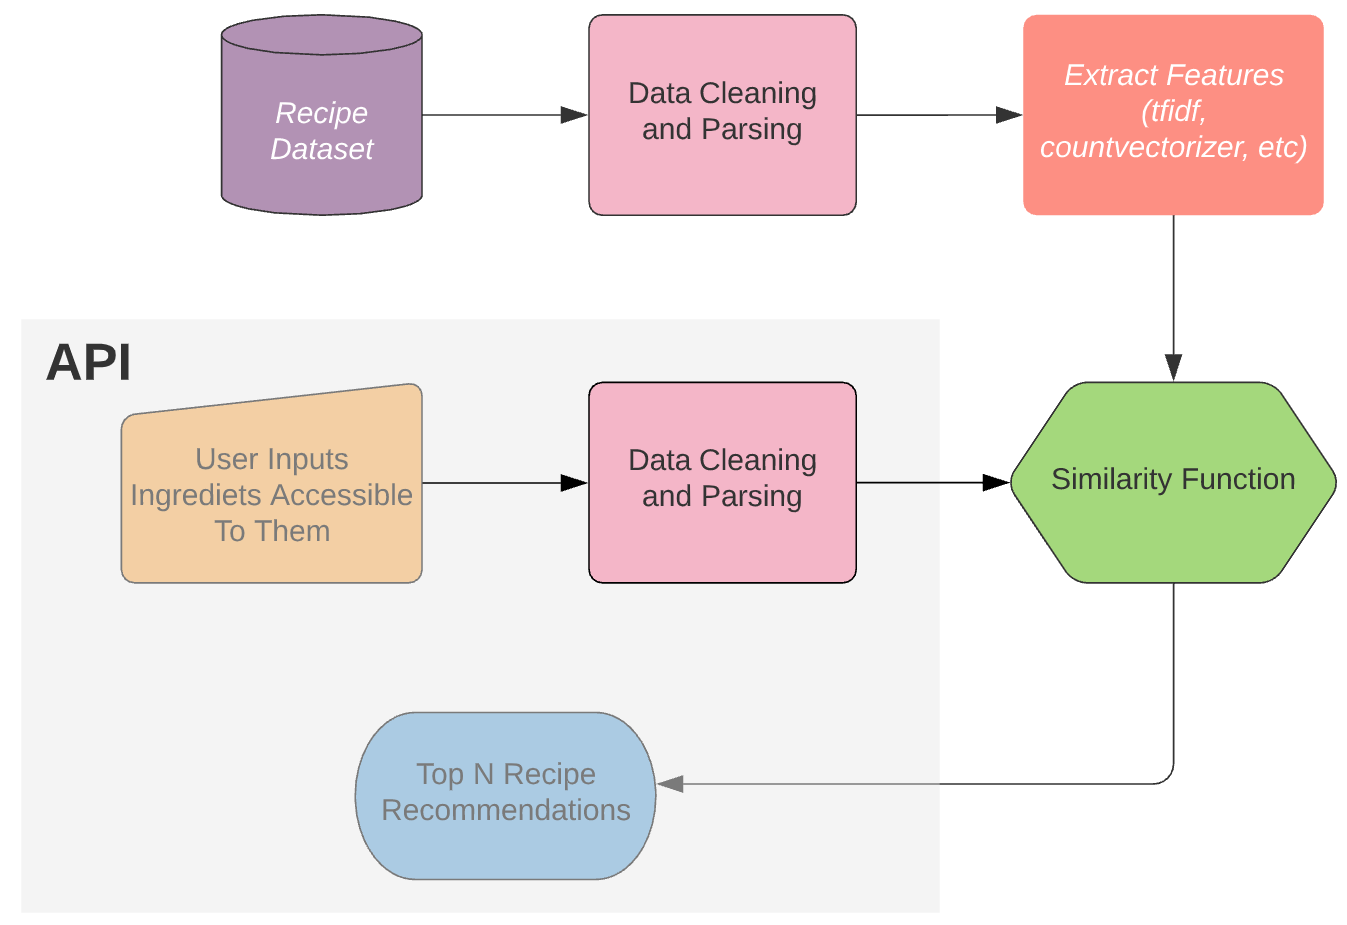 Recipe
Dataset
Data Cleaning
and Parsing
Extract Features
(tfidf,
countvectorizer, etc)
API
User Inputs
Ingrediets Accessible
To Them
Data Cleaning
and Parsing
Similarity Function
Top N Recipe
Recommendations